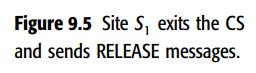 Figure 9.5 Site S₁ exits the CS
and sends RELEASE messages.